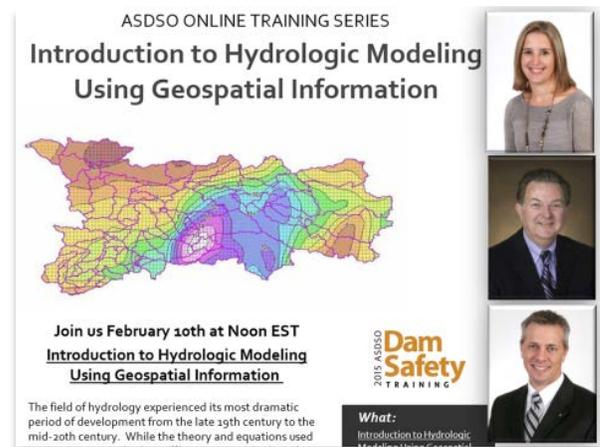 ASDSO ONLINE TRAINING SERIES
Introduction to Hydrologic Modeling
Using Geospatial Information
Join us February 10th at Noon EST
Introduction to Hydrologic Modeling
Using Geospatial Information
The field of hydrology experienced its most dramatic
period of development from the late 19th century to the
mid-20th century. While the theory and equations used
2015 ASDSO
Dam
Safety
TRAINING
What:
Introduction to Hydrologic
Modeling Using Geospatial